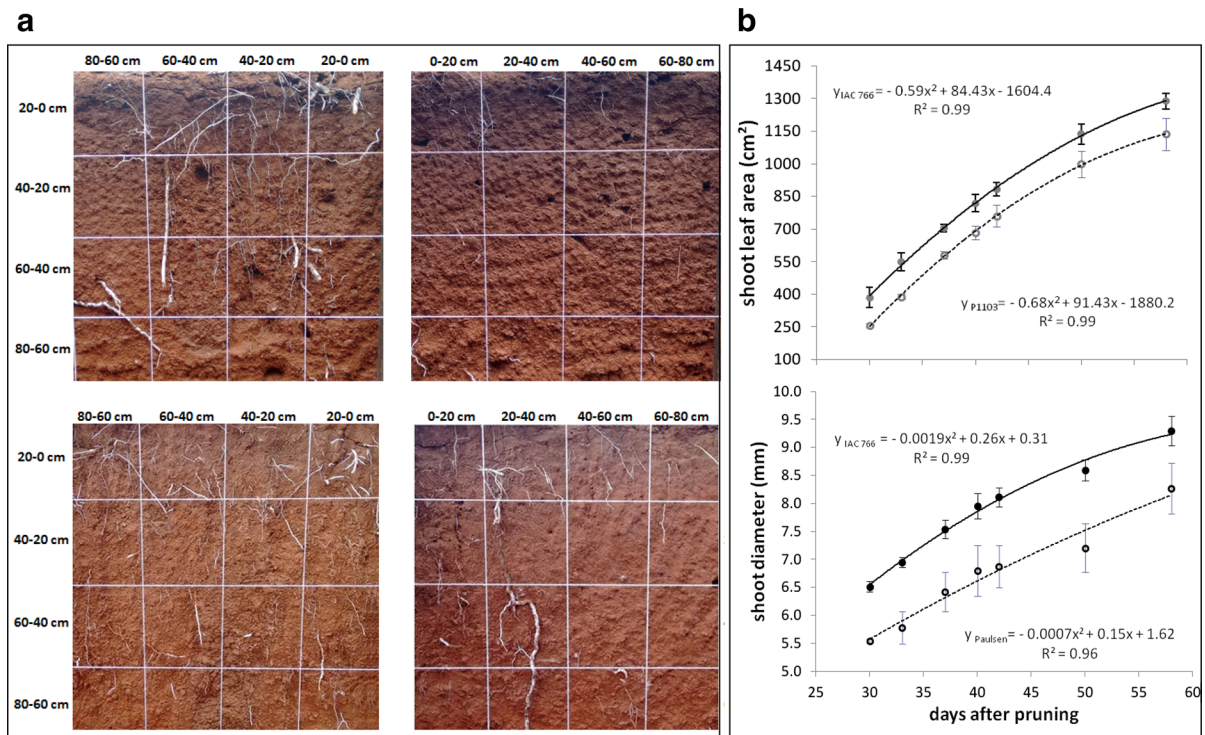 a
80-60 cm 60-40 cm 40-20 cm 20-0 cm
0-20 cm 20-40 cm 40-60 cm 60-80 cm
20-0 cm
40-20 cm
60-40 cm
80-60 cm
80-60 cm 60-40 cm 40-20 cm 20-0 cm
0-20 cm 20-40 cm 40-60 cm 60-80 cm
20-0 cm
40-20 cm
60-40 cm
80-60 cm
b
shoot leaf area (cm²)
1450
1300
1150
1000
850
700
550
400
250
100
y IAC 766 = - 0.59x² + 84.43x - 1604.4
R² = 0.99
y P1103 = - 0.68x² + 91.43x - 1880.2
R² = 0.99
shoot diameter (mm)
9.5
9.0
8.5
8.0
7.5
7.0
6.5
6.0
5.5
5.0
y IAC 766 = - 0.0019x² + 0.26x + 0.31
R² = 0.99
y Paulsen = - 0.0007x² + 0.15x + 1.62
R² = 0.96
25 30 35 40 45 50 55 60
days after pruning